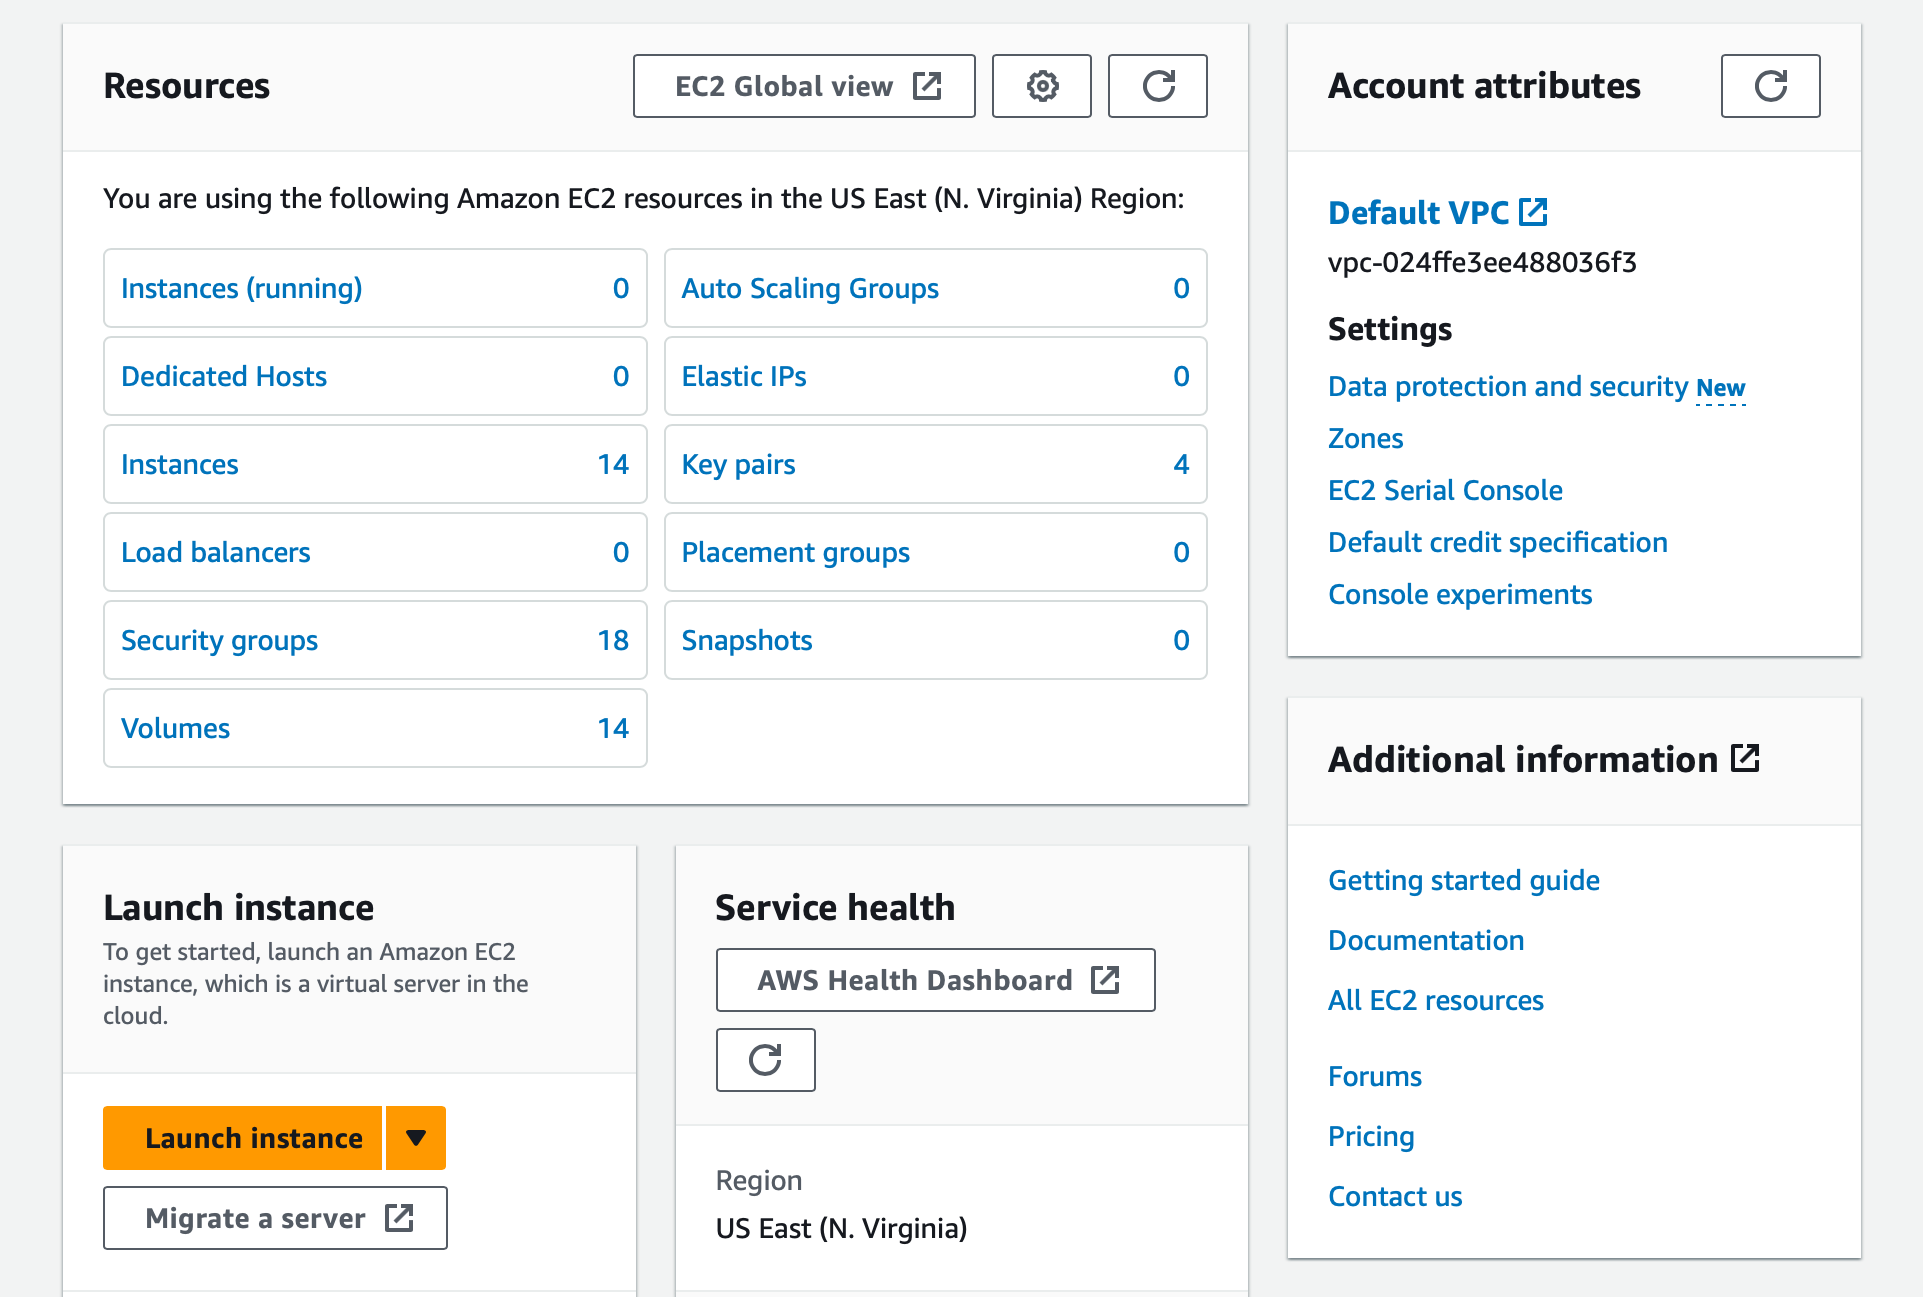 Resources
EC2 Global view
You are using the following Amazon EC2 resources in the US East (N. Virginia) Region:
Instances (running) 0
Auto Scaling Groups 0
Dedicated Hosts 0
Elastic IPs 0
Instances 14
Key pairs 4
Load balancers 0
Placement groups 0
Security groups 18
Snapshots 0
Volumes 14
Launch instance
To get started, launch an Amazon EC2
instance, which is a virtual server in the
cloud.
Launch instance
Migrate a server
Service health
AWS Health Dashboard
Region
US East (N. Virginia)
Account attributes
Default VPC
vpc-024ffe3ee488036f3
Settings
Data protection and security New
Zones
EC2 Serial Console
Default credit specification
Console experiments
Additional information
Getting started guide
Documentation
All EC2 resources
Forums
Pricing
Contact us